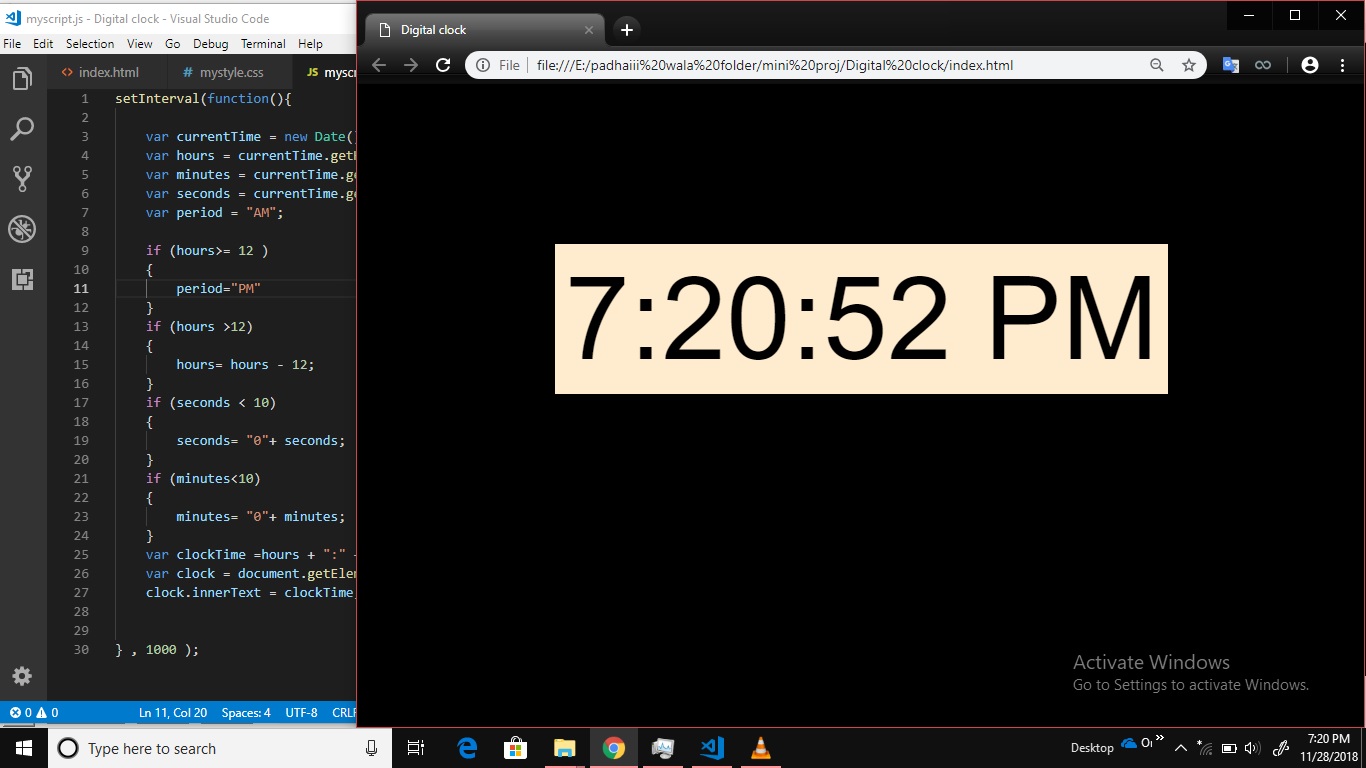 myscript.js - Digital clock - Visual Studio Code
File Edit Selection View Go Debug Terminal Help
<> index.html
# mystyle.css
JS myscr
1 setInterval(function(){
2
3 var currentTime = new Date()
4 var hours = currentTime.get
5 var minutes = currentTime.g
6 var seconds = currentTime.g
7 var period = "AM";
8
9 if (hours>= 12 )
10 {
11 period="PM"
12 }
13 if (hours >12)
14 {
15 hours= hours - 12;
16 }
17 if (seconds < 10)
18 {
19 seconds= "0"+ seconds;
20 }
21 if (minutes<10)
22 {
23 minutes= "0"+ minutes;
24 }
25 var clockTime =hours + ":"
26 var clock = document.getEle
27 clock.innerText = clockTime
28
29
30 } , 1000 );
0 0 Ln 11, Col 20 Spaces: 4 UTF-8 CRLF
Digital clock
File | file:///E:/padhaiii%20wala%20folder/mini%20proj/Digital%20clock/index.html
7:20:52 PM
Activate Windows
Go to Settings to activate Windows.
Type here to search
Desktop
7:20 PM
11/28/2018